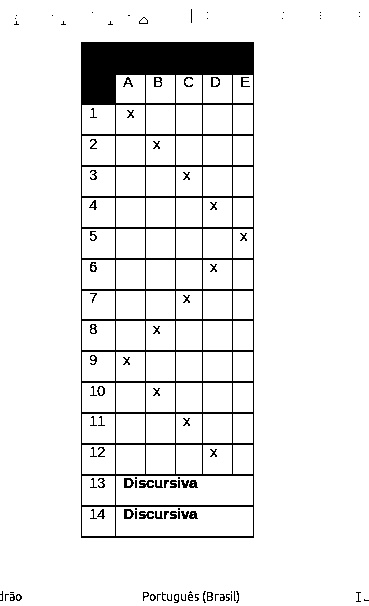 A B C D E
1 x
2 x
3 x
4 x
5 x
6 x
7 x
8 x
9 x
10 x
11 x
12 x
13 Discursiva
14 Discursiva
drão Português (Brasil)